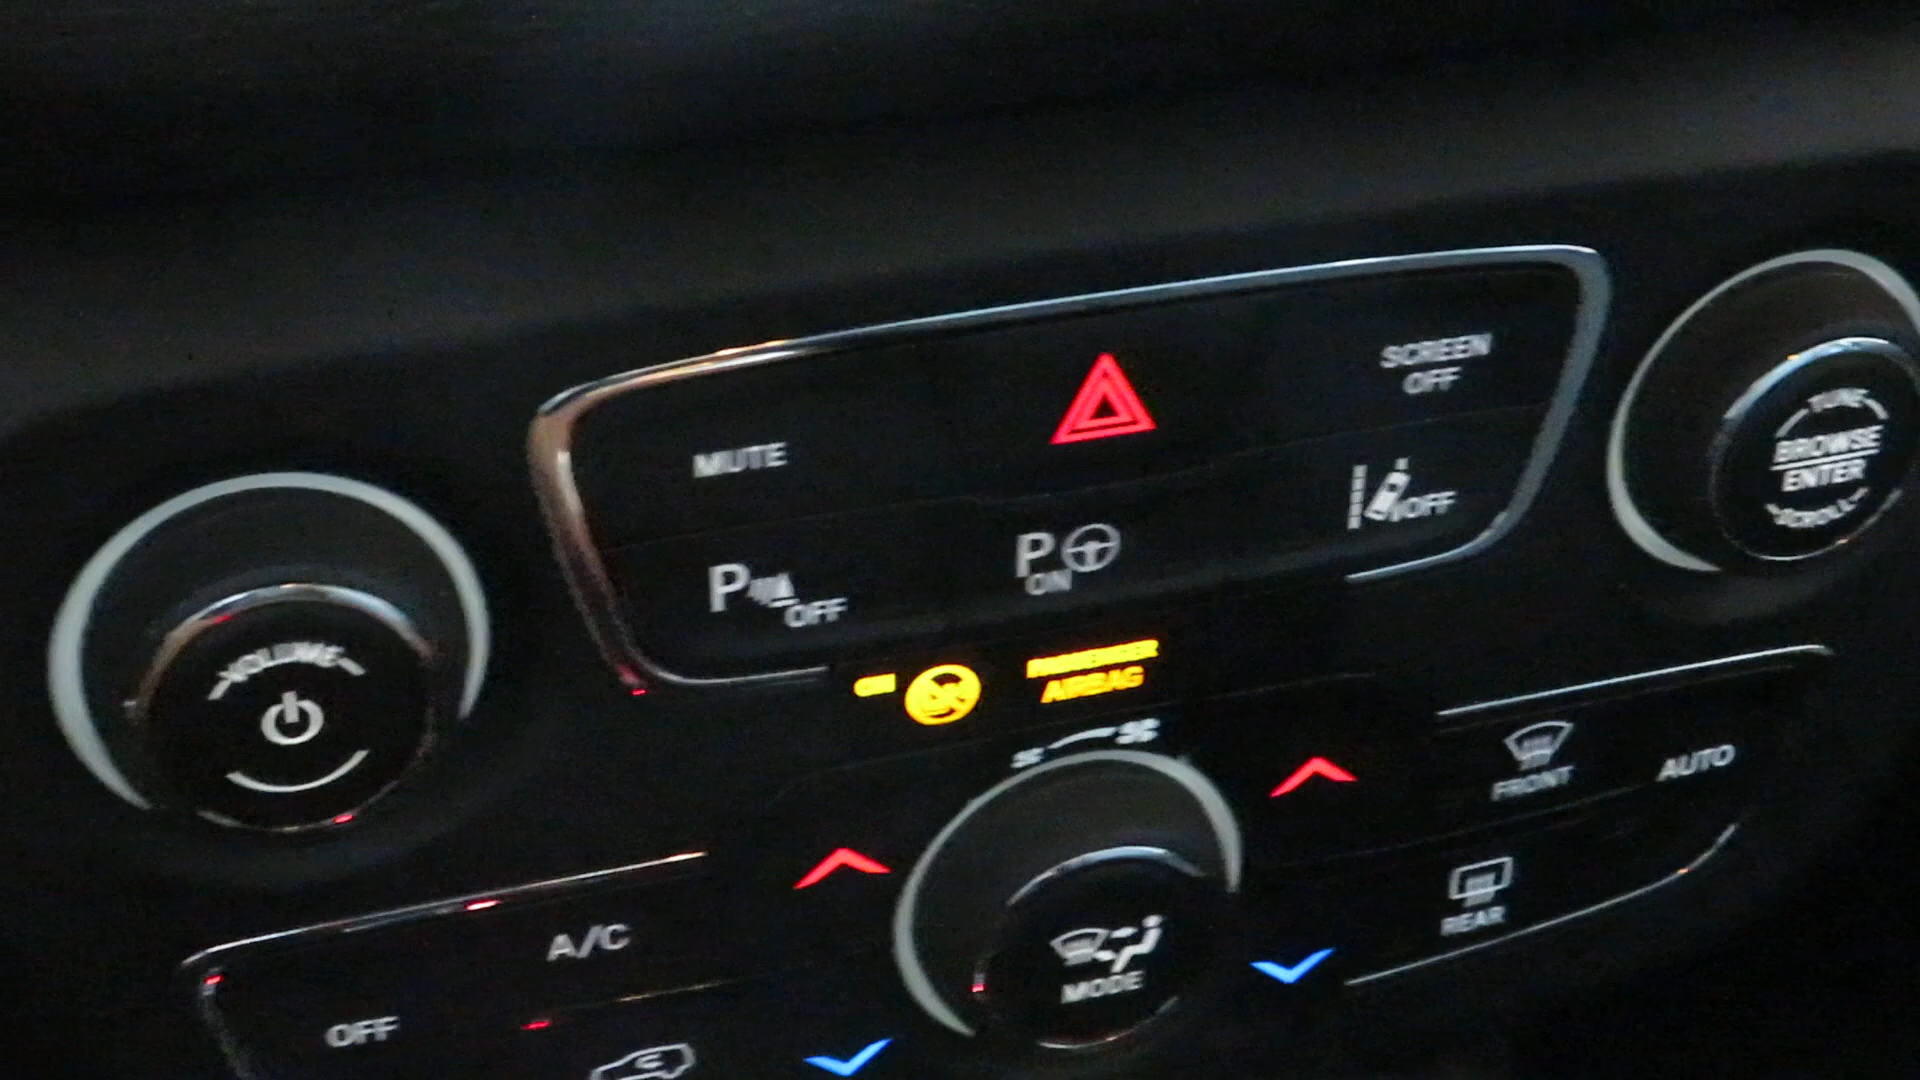 SCREEN
OFF
MUTE
TUNE
BROWSE
ENTER
SCROLL
OFF
P
ON
P
OFF
VOLUME
ON
PASSENGER
AIRBAG
FRONT
AUTO
REAR
A/C
MODE
OFF